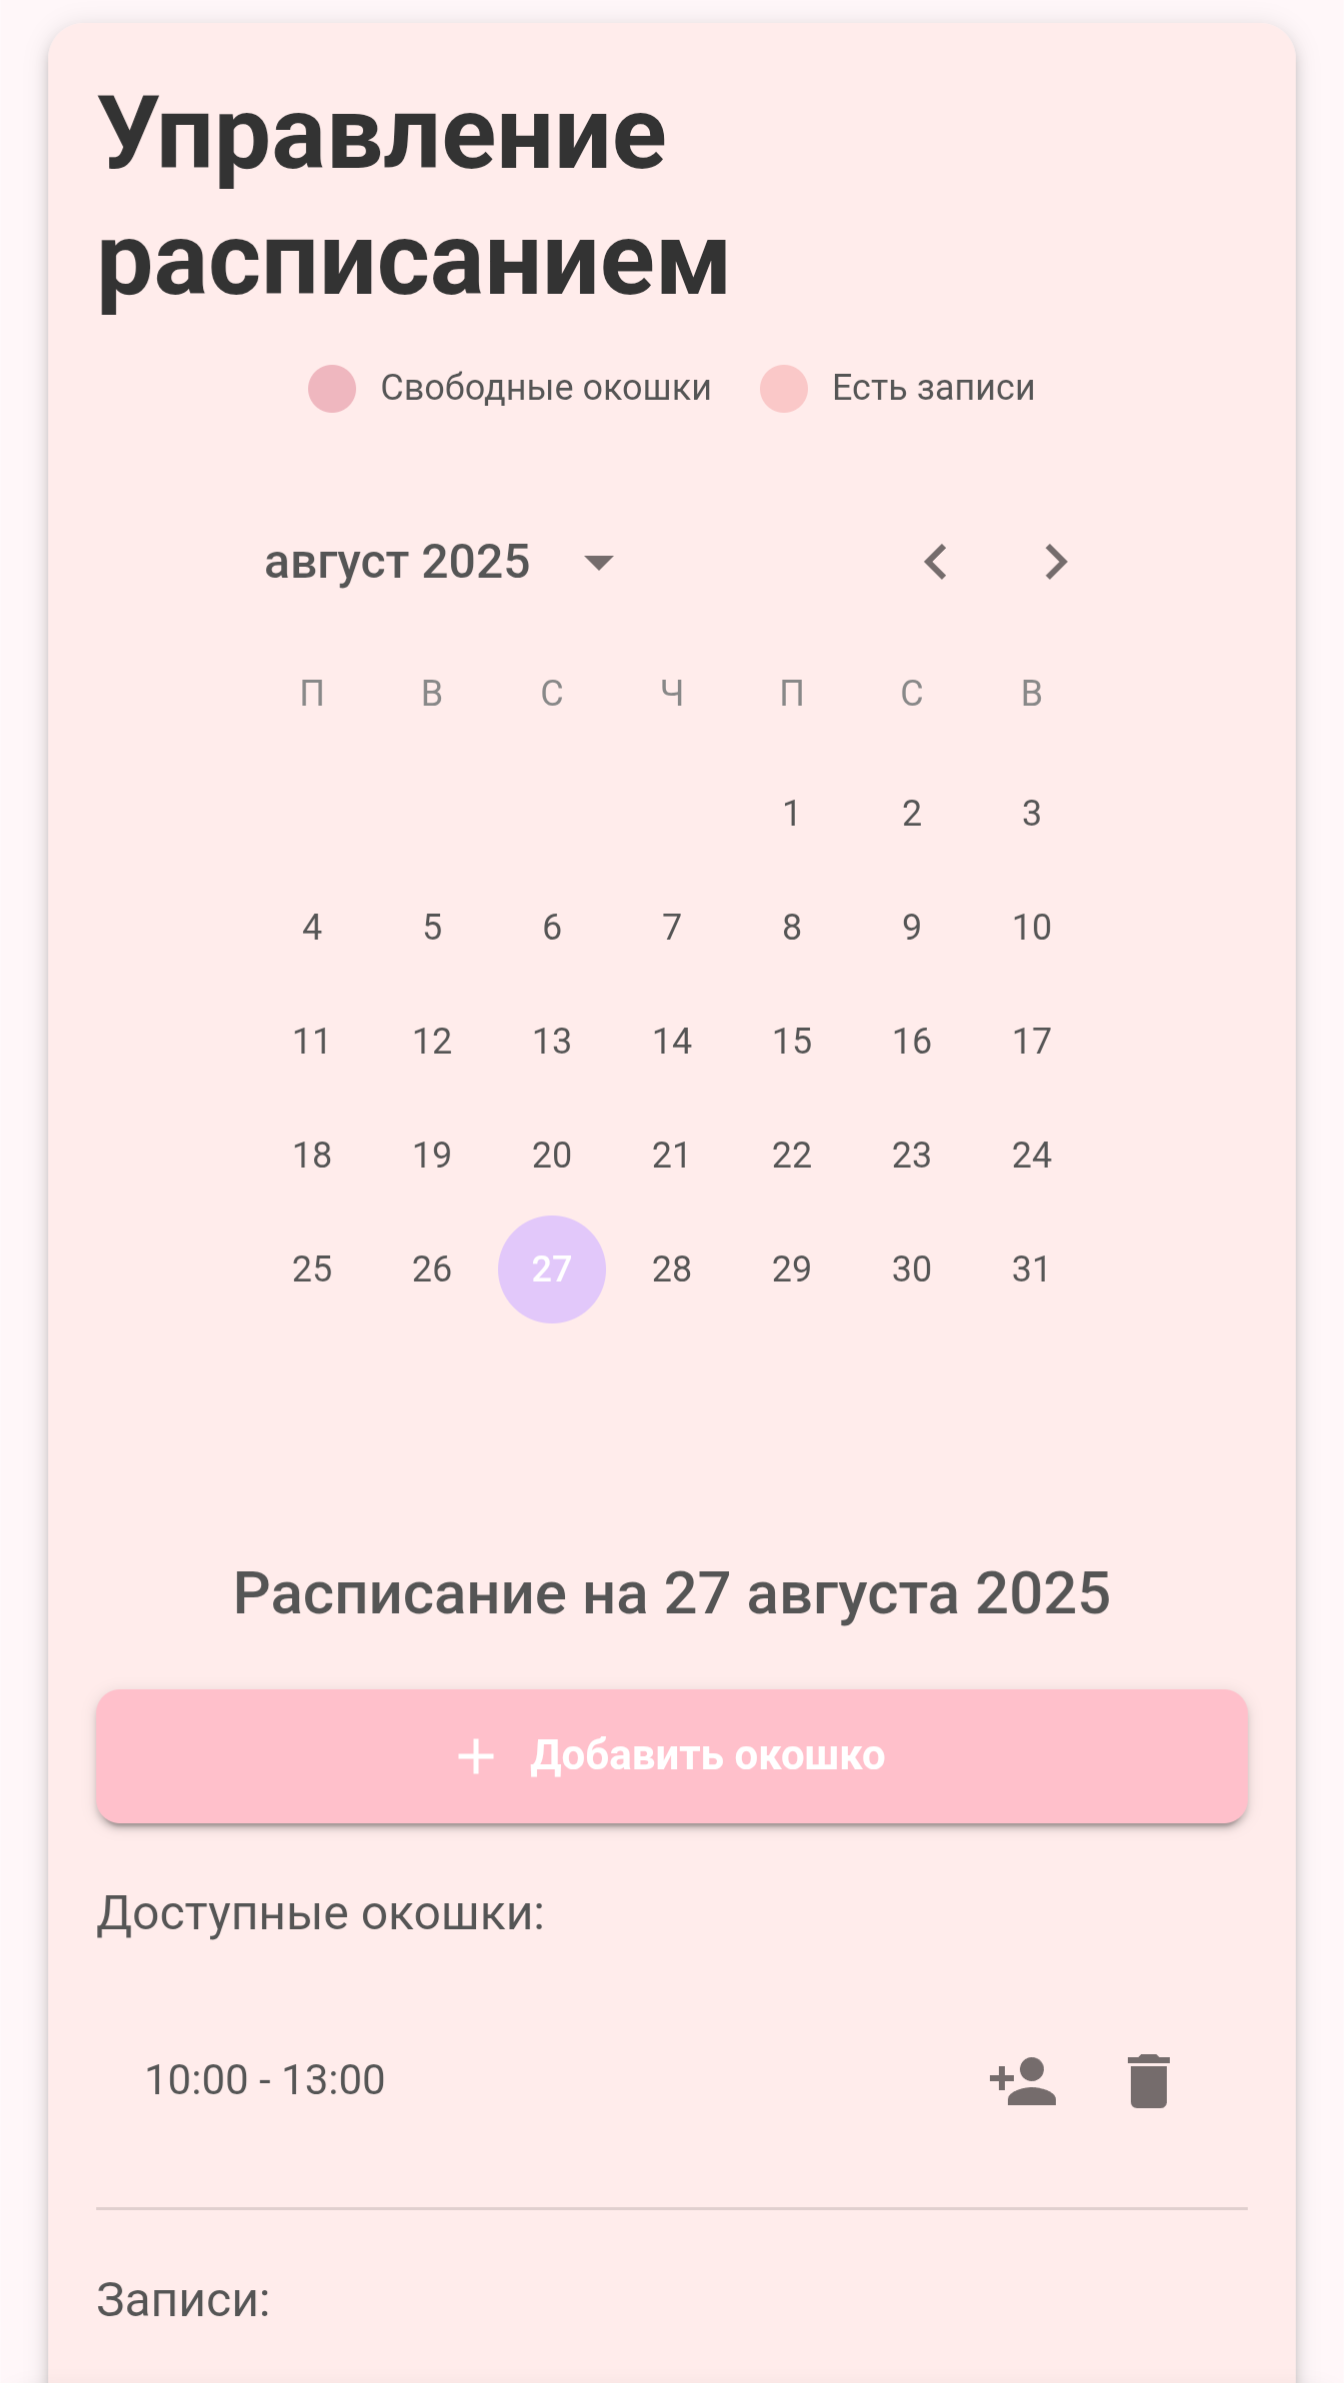 Управление
расписанием
Свободные окошки Есть записи
август 2025
П В С Ч П С В
1 2 3
4 5 6 7 8 9 10
11 12 13 14 15 16 17
18 19 20 21 22 23 24
25 26 27 28 29 30 31
Расписание на 27 августа 2025
Добавить окошко
Доступные окошки:
10:00 - 13:00
Записи: